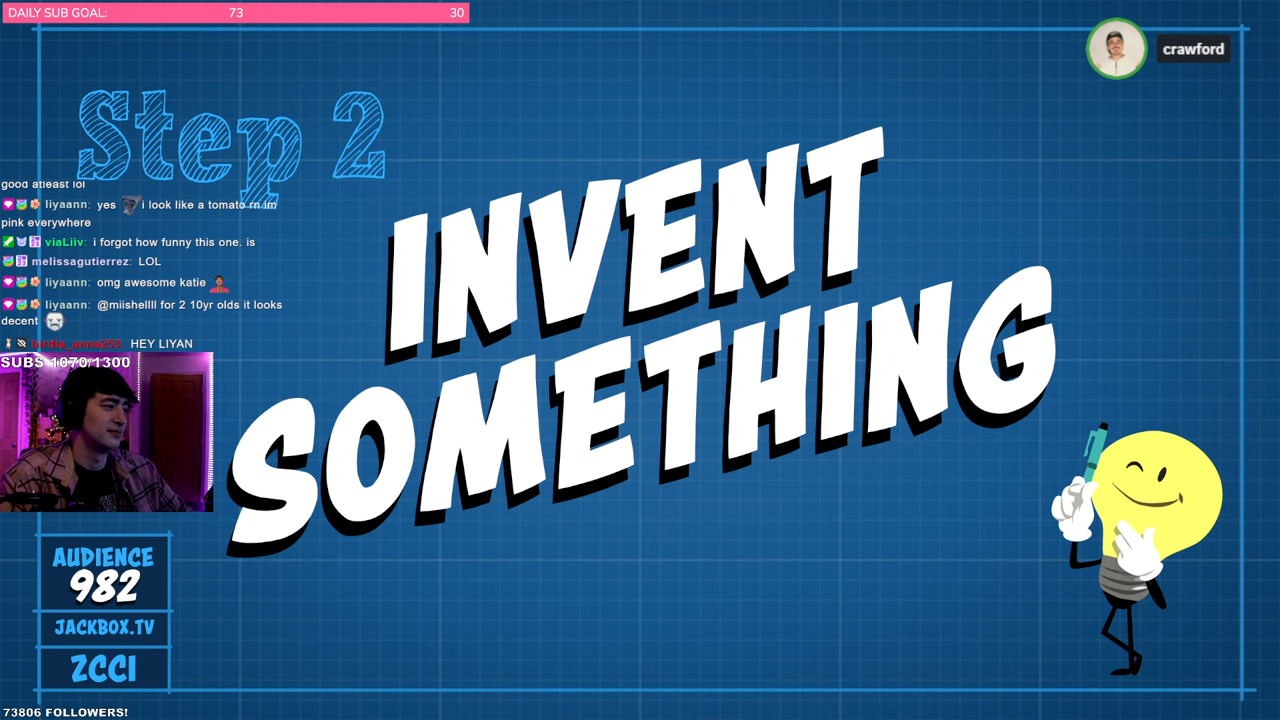 DAILY SUB GOAL: 73 30
crawford
Step 2
INVENT
SOMETHING
good atleast lol
liyaann: yes i look like a tomato rn im
pink everywhere
viaLiiv: i forgot how funny this one. is
melissagutierrez: LOL
liyaann: omg awesome katie
liyaann: @miishellll for 2 10yr olds it looks
decent
birdie_anne253 HEY LIYAN
SUBS 1070/1300
AUDIENCE
982
JACKBOX.TV
ZCCI
73806 FOLLOWERS!